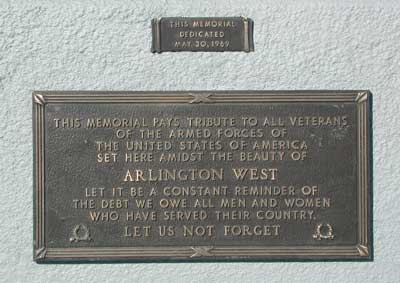 THIS MEMORIAL
DEDICATED
MAY 30, 1969
THIS MEMORIAL PAYS TRIBUTE TO ALL VETERANS
OF THE ARMED FORCES OF
THE UNITED STATES OF AMERICA
SET HERE AMIDST THE BEAUTY OF
ARLINGTON WEST
LET IT BE A CONSTANT REMINDER OF
THE DEBT WE OWE ALL MEN AND WOMEN
WHO HAVE SERVED THEIR COUNTRY.
LET US NOT FORGET